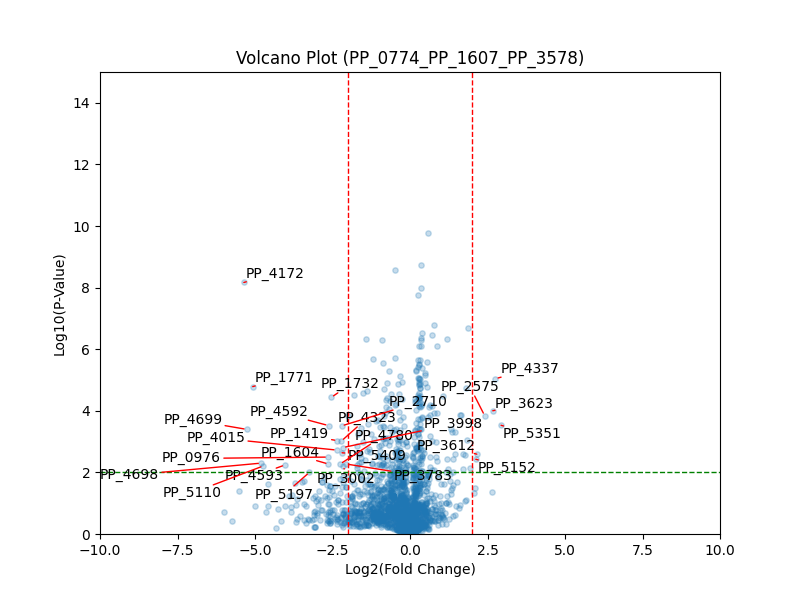 Volcano Plot (PP_0774_PP_1607_PP_3578)
14
12
10
8
6
4
2
0
Log10(P-Value)
PP_4172
PP_4337
PP_1771
PP_1732
PP_2575
PP_2710
PP_3623
PP_4592
PP_4323
PP_4699
PP_3998
PP_1419
PP_4780
PP_5351
PP_4015
PP_3612
PP_1604
PP_0976
PP_5409
PP_5152
PP_4698
PP_4593
PP_3002
PP_3783
PP_5110
PP_5197
−10.0
−7.5
−5.0
−2.5
0.0
2.5
5.0
7.5
10.0
Log2(Fold Change)